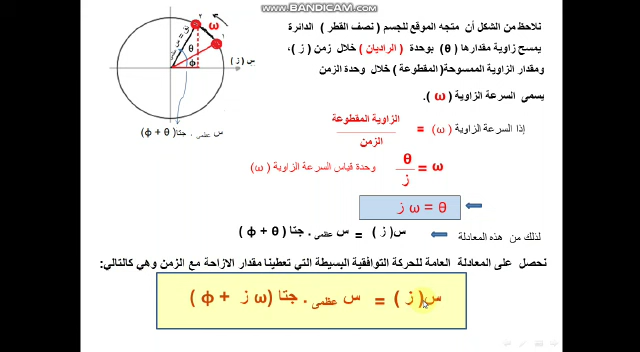 WWW.BANDICAM.COM
نلاحظ من الشكل أن متجه الموقع للجسم ( نصف القطر ) الدائرة
يمسح زاوية مقدارها (θ) بوحدة (الراديان) خلال زمن (ز)،
ومقدار الزاوية الممسوحة (المقطوعة) خلال وحدة الزمن
يسمى السرعة الزاوية (ω).
ω
θ
ϕ
س (ز)
س عظمى . جتا (ϕ + θ)
إذا السرعة الزاوية (ω) = الزاوية المقطوعة
الزمن
ω = θ
ز
وحدة قياس السرعة الزاوية (ω)
θ = ω ز
لذلك من هذه المعادلة
س( ز ) = س عظمى . جتا (ϕ + θ)
نحصل على المعادلة العامة للحركة التوافقية البسيطة التي تعطينا مقدار الازاحة مع الزمن وهي كالتالي:
س( ز ) = س عظمى . جتا (ω ز + ϕ)